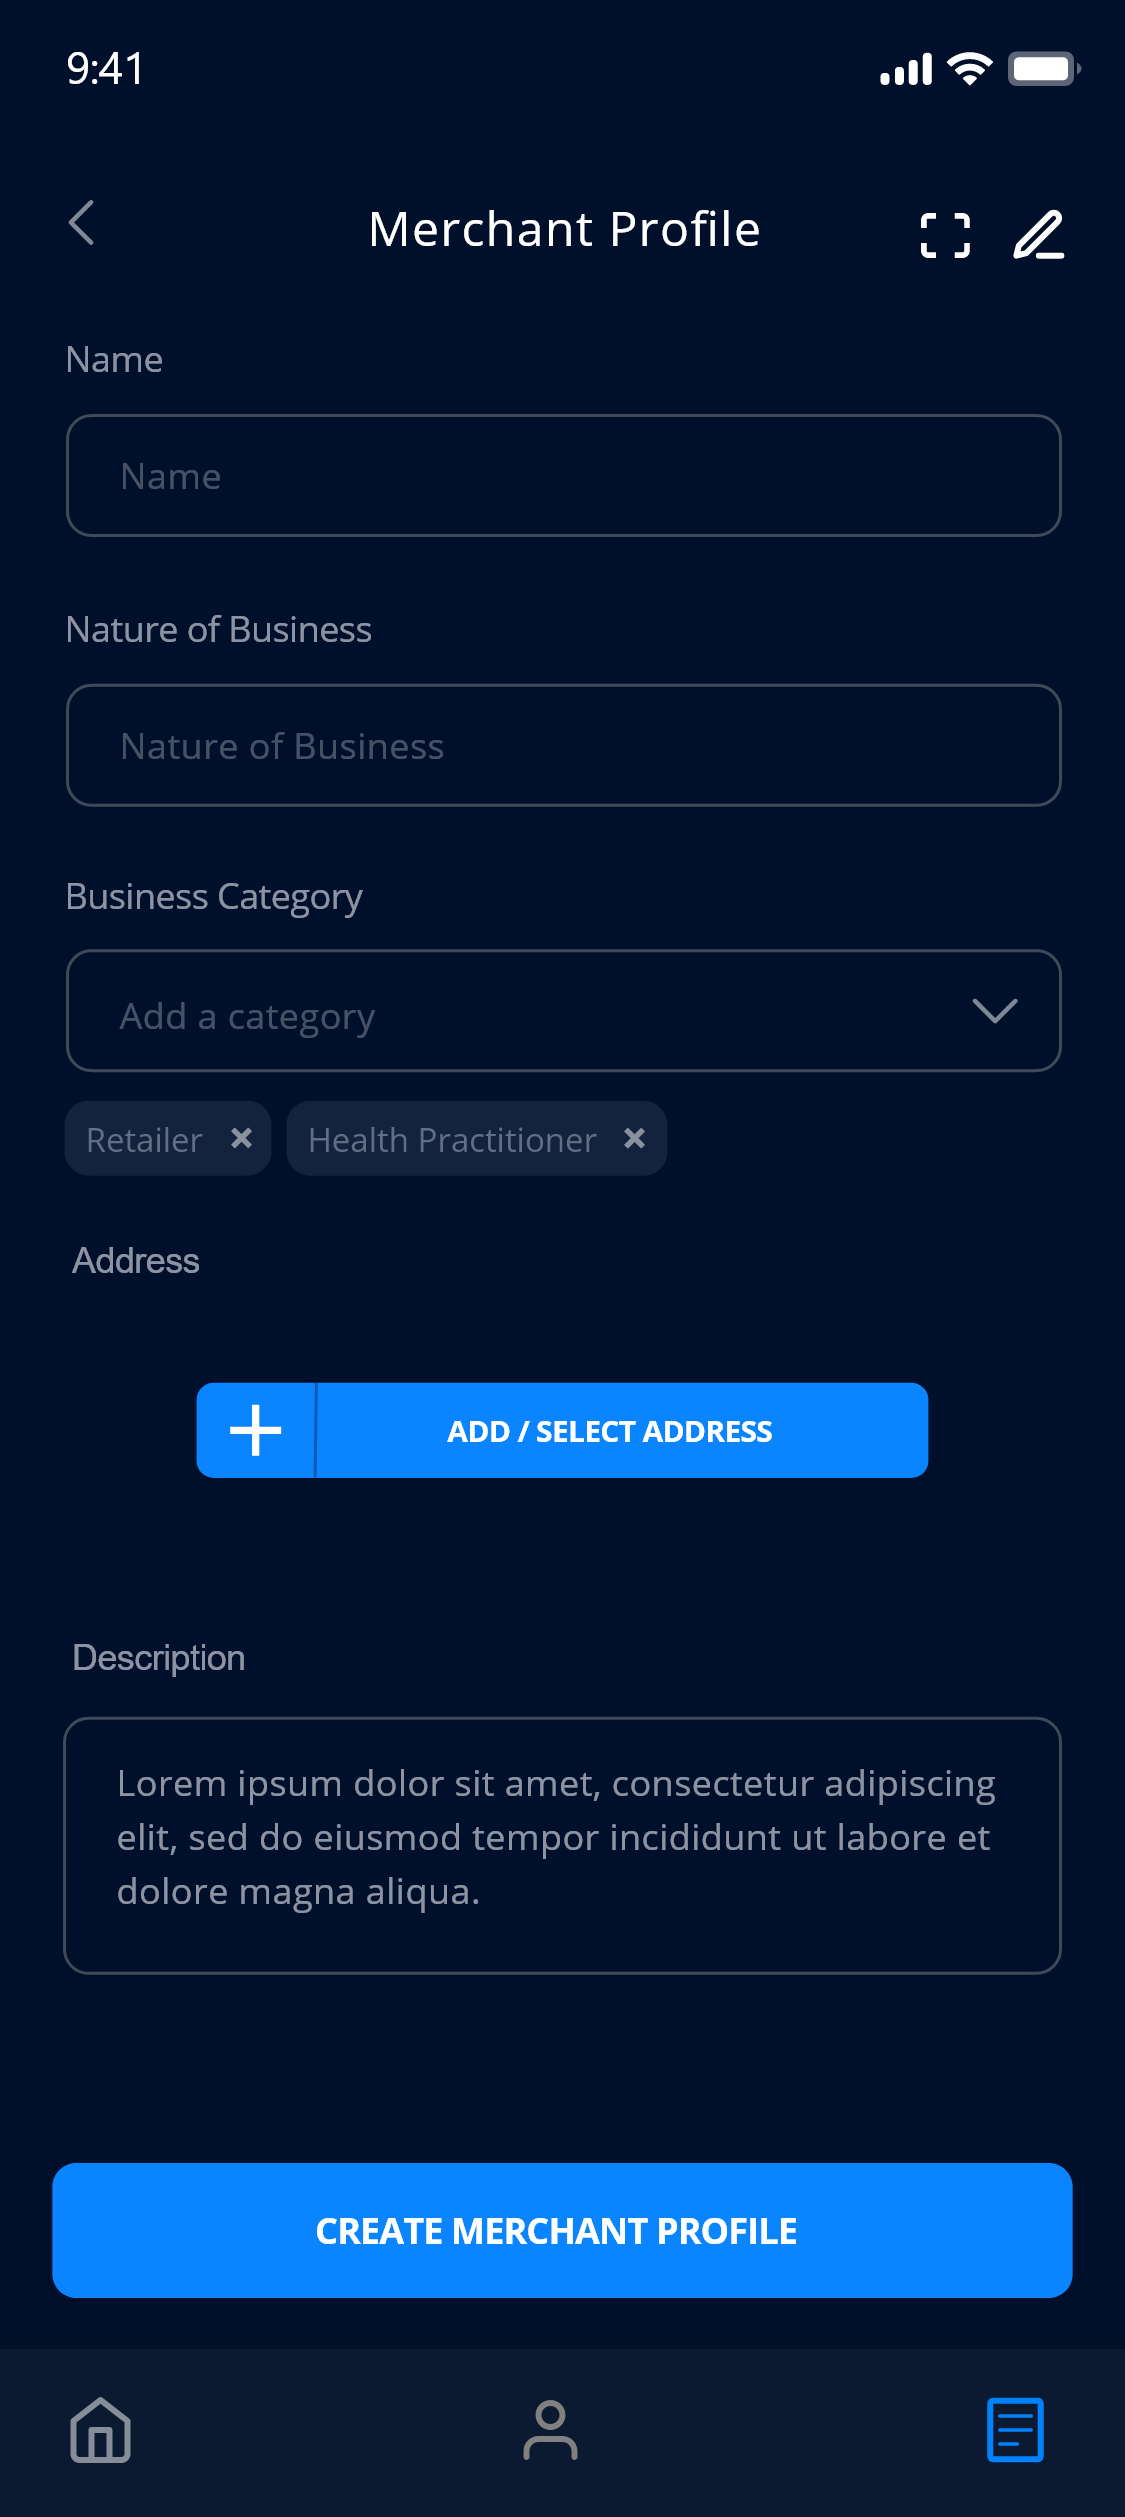 9:41
Merchant Profile
Name
Name
Nature of Business
Nature of Business
Business Category
Add a category
Retailer
Health Practitioner
Address
ADD / SELECT ADDRESS
Description
Lorem ipsum dolor sit amet, consectetur adipiscing
elit, sed do eiusmod tempor incididunt ut labore et
dolore magna aliqua.
CREATE MERCHANT PROFILE